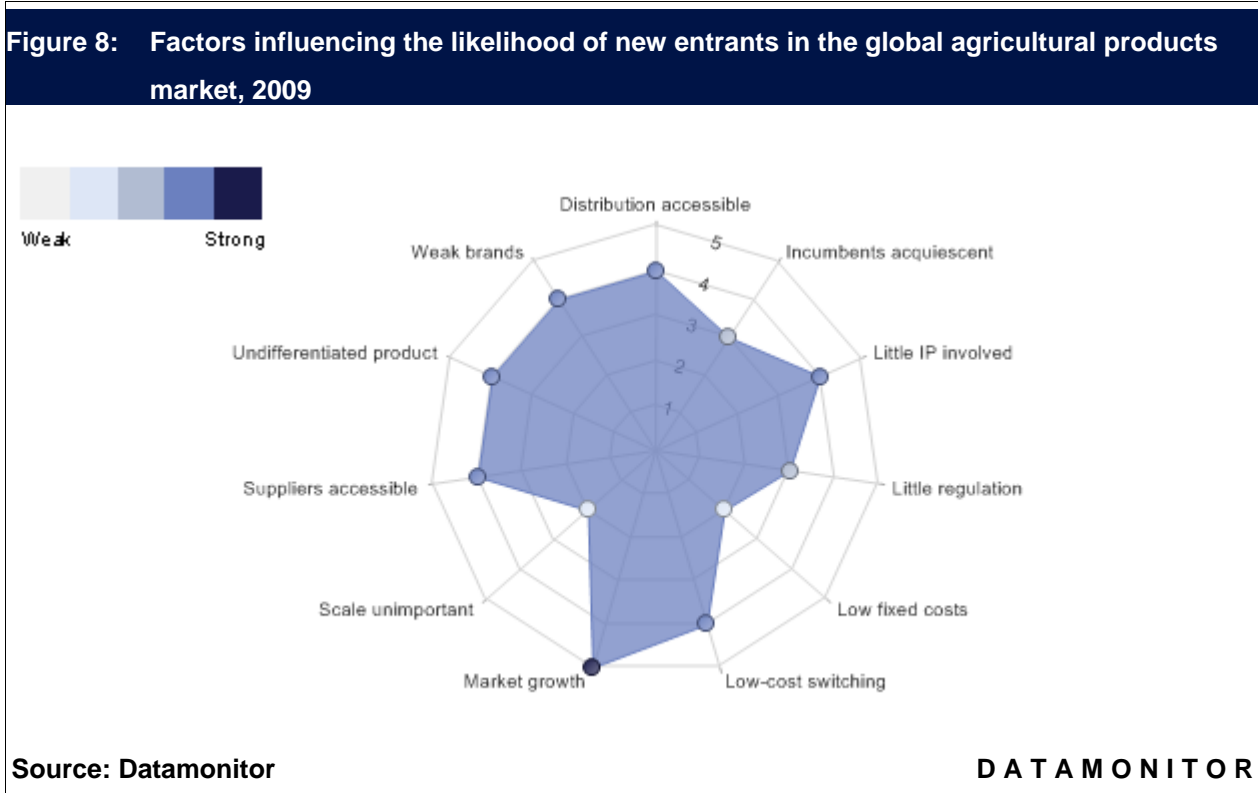 Figure 8: Factors influencing the likelihood of new entrants in the global agricultural products
market, 2009
Weak Strong
Distribution accessible
Weak brands
5
Incumbents acquiescent
4
3
Undifferentiated product
Little IP involved
2
1
Suppliers accessible
Little regulation
Scale unimportant
Low fixed costs
Market growth
Low-cost switching
Source: Datamonitor
DATAMONITOR